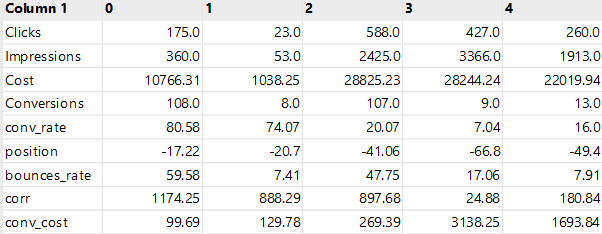 Column 1 0 1 2 3 4
Clicks 175.0 23.0 588.0 427.0 260.0
Impressions 360.0 53.0 2425.0 3366.0 1913.0
Cost 10766.31 1038.25 28825.23 28244.24 22019.94
Conversions 108.0 8.0 107.0 9.0 13.0
conv_rate 80.58 74.07 20.07 7.04 16.0
position -17.22 -20.7 -41.06 -66.8 -49.4
bounces_rate 59.58 7.41 47.75 17.06 7.91
corr 1174.25 888.29 897.68 24.88 180.84
conv_cost 99.69 129.78 269.39 3138.25 1693.84